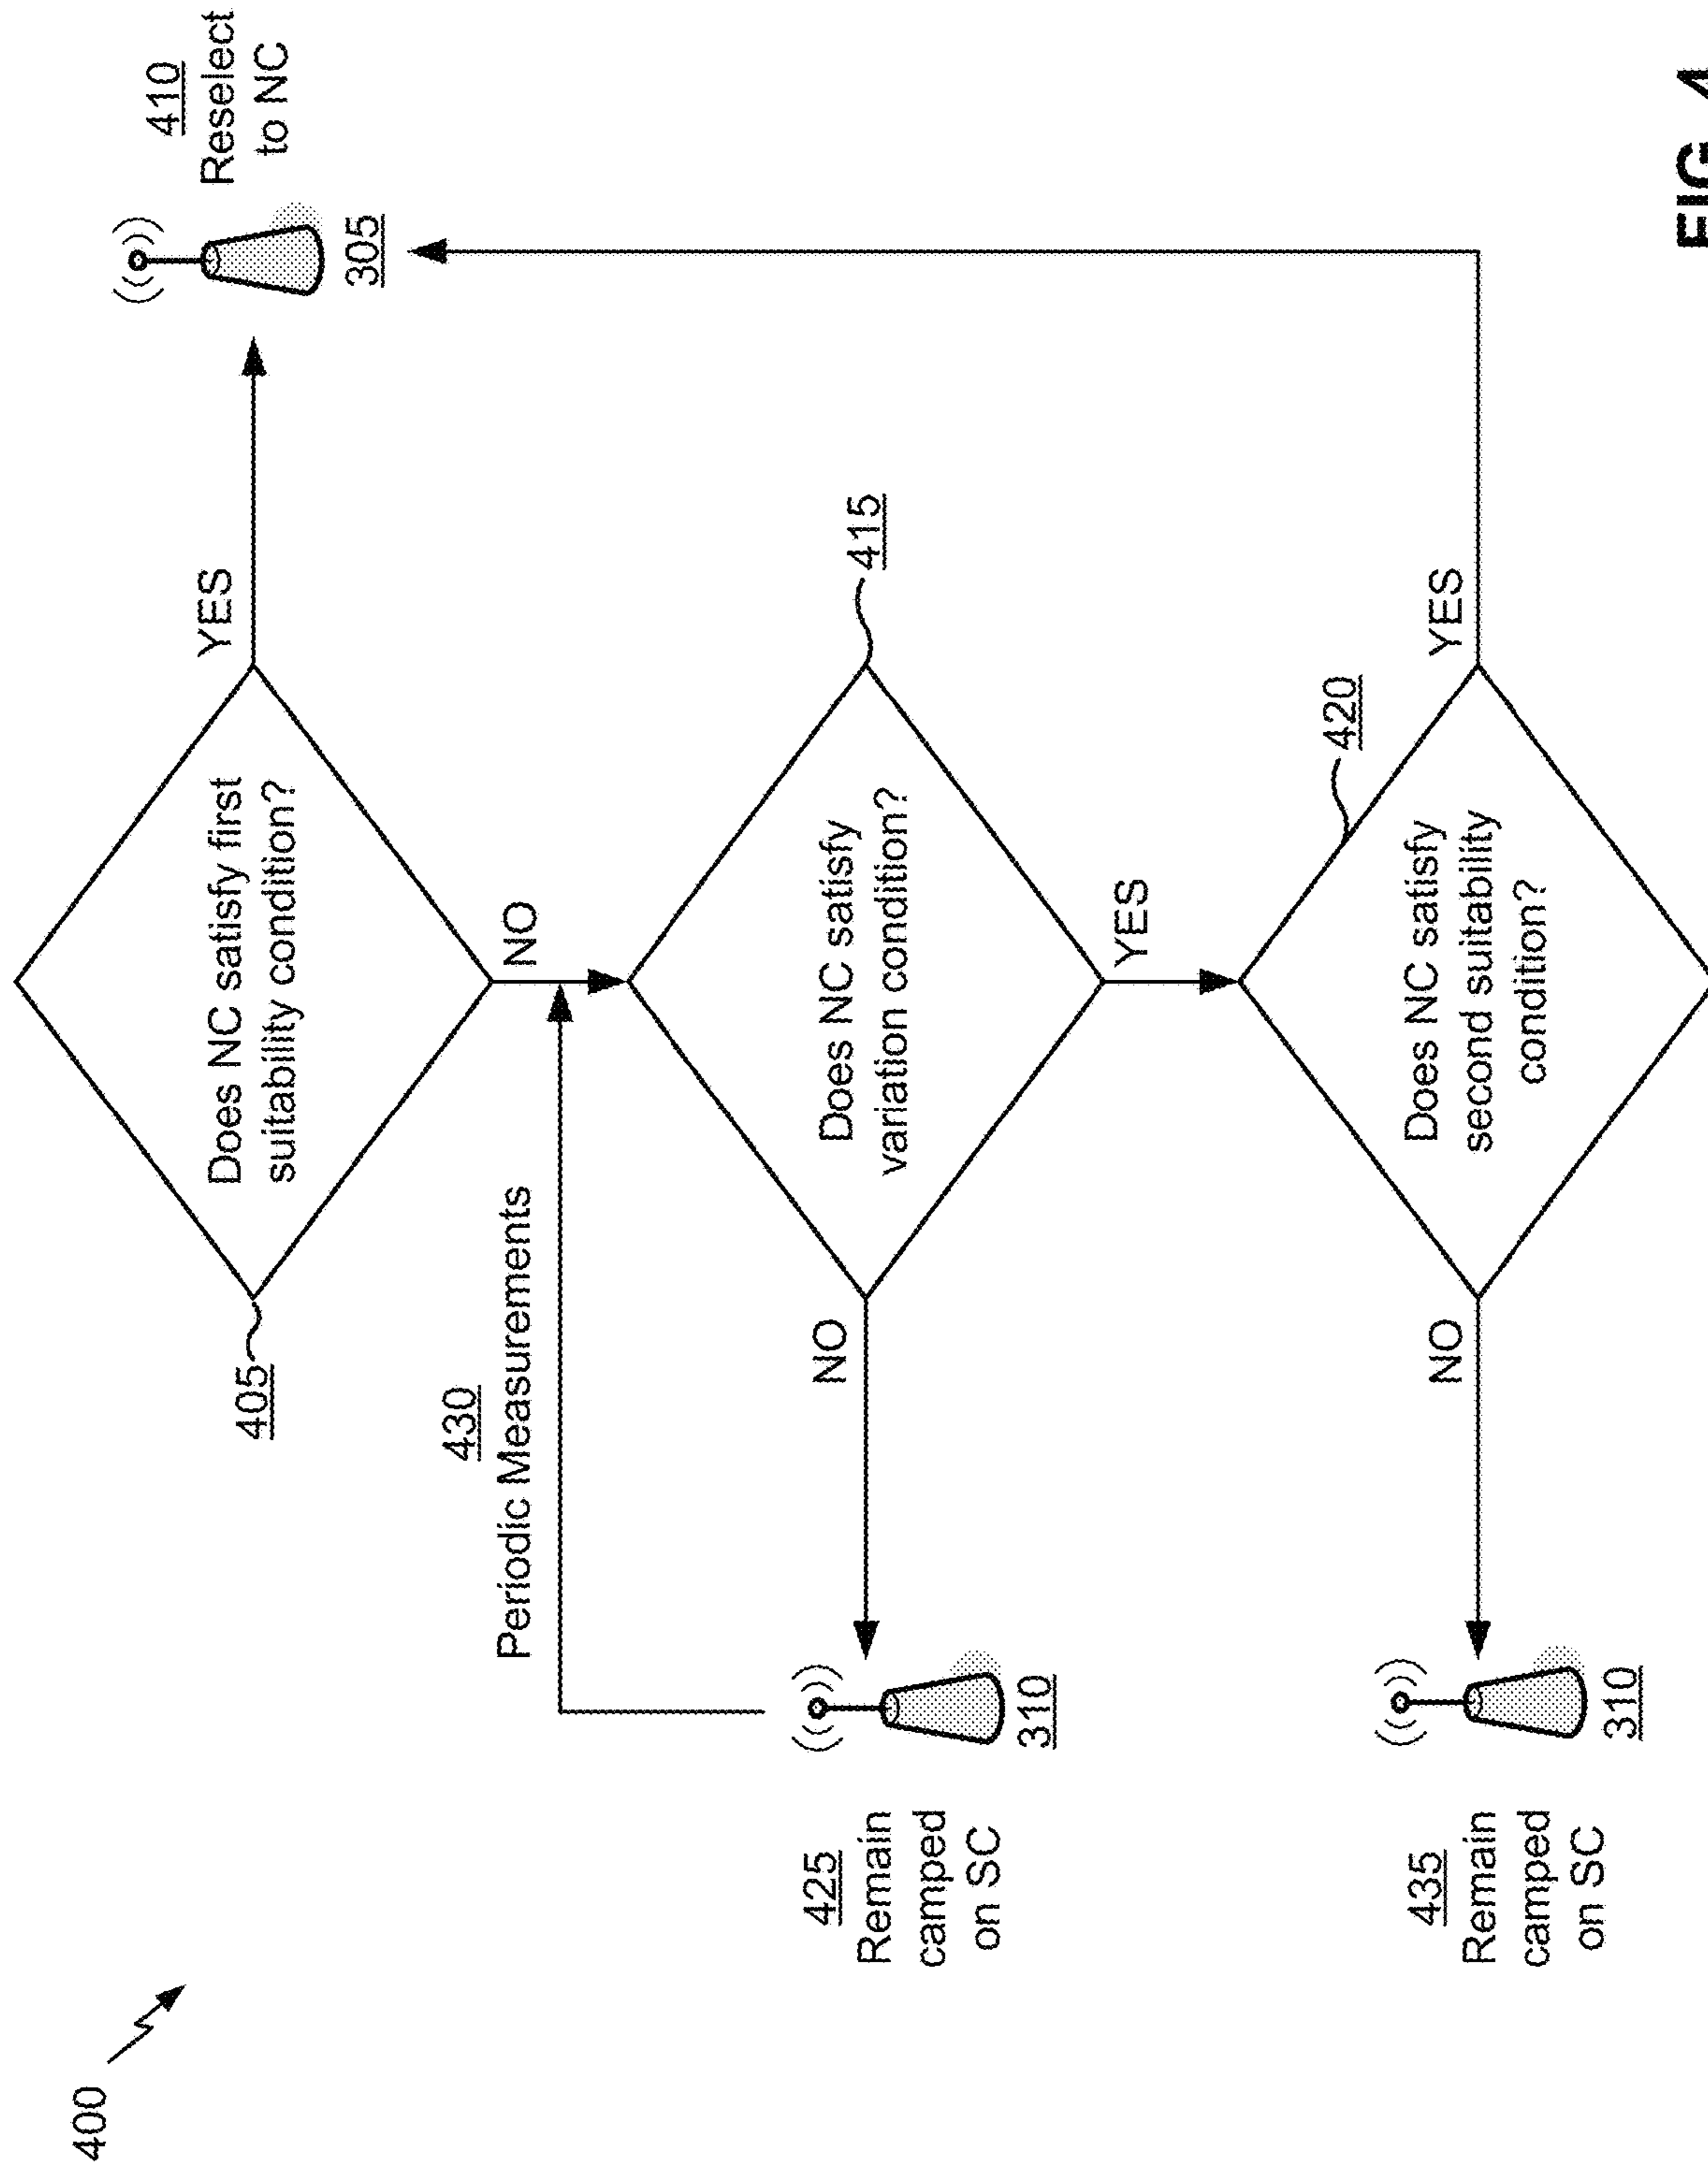 400
405
Does NC satisfy first
suitability condition?
YES
410
Reselect
to NC
305
NO
430
Periodic Measurements
415
Does NC satisfy
variation condition?
NO
425
Remain
camped
on SC
310
YES
420
Does NC satisfy
second suitability
condition?
YES
NO
435
Remain
camped
on SC
310
FIG. 4